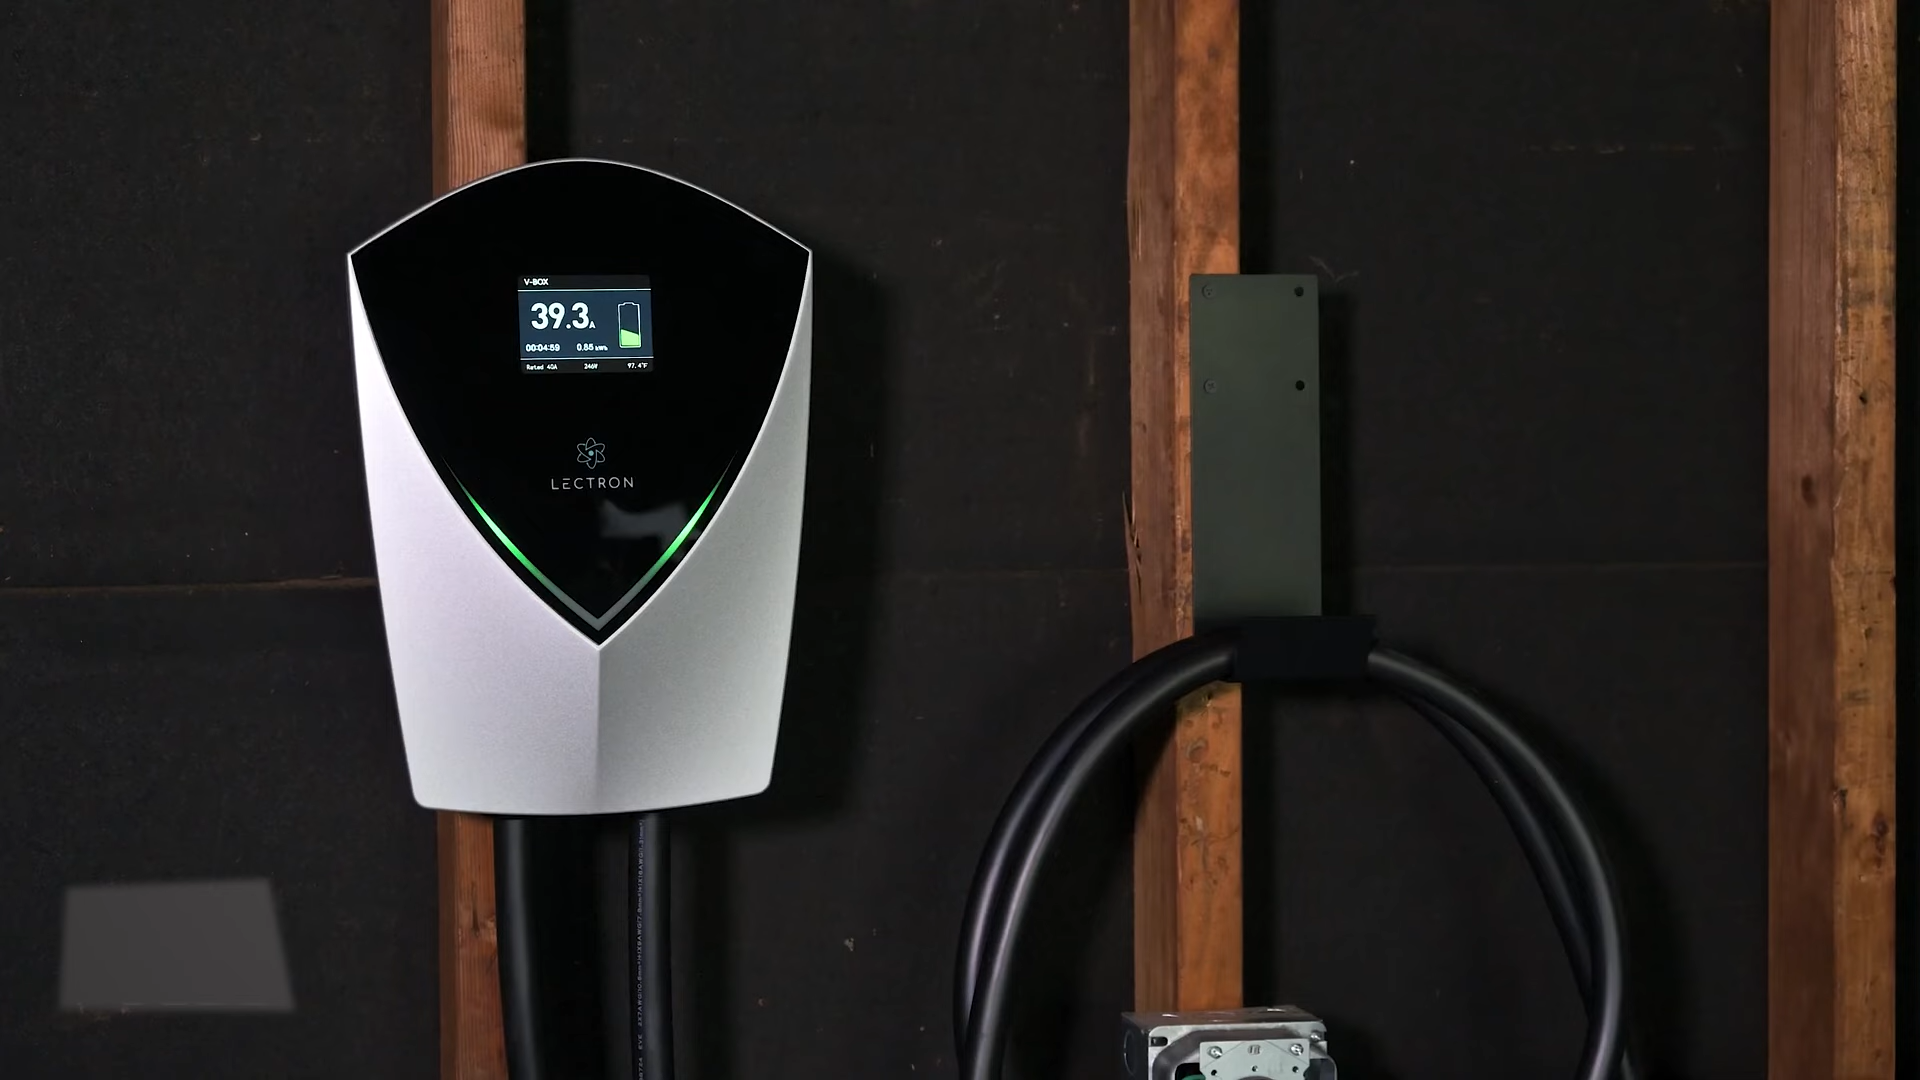 V-BOX
39.3A
00:04:59 0.85 kWh
Rated 40A 246V 97.4°F
LECTRON